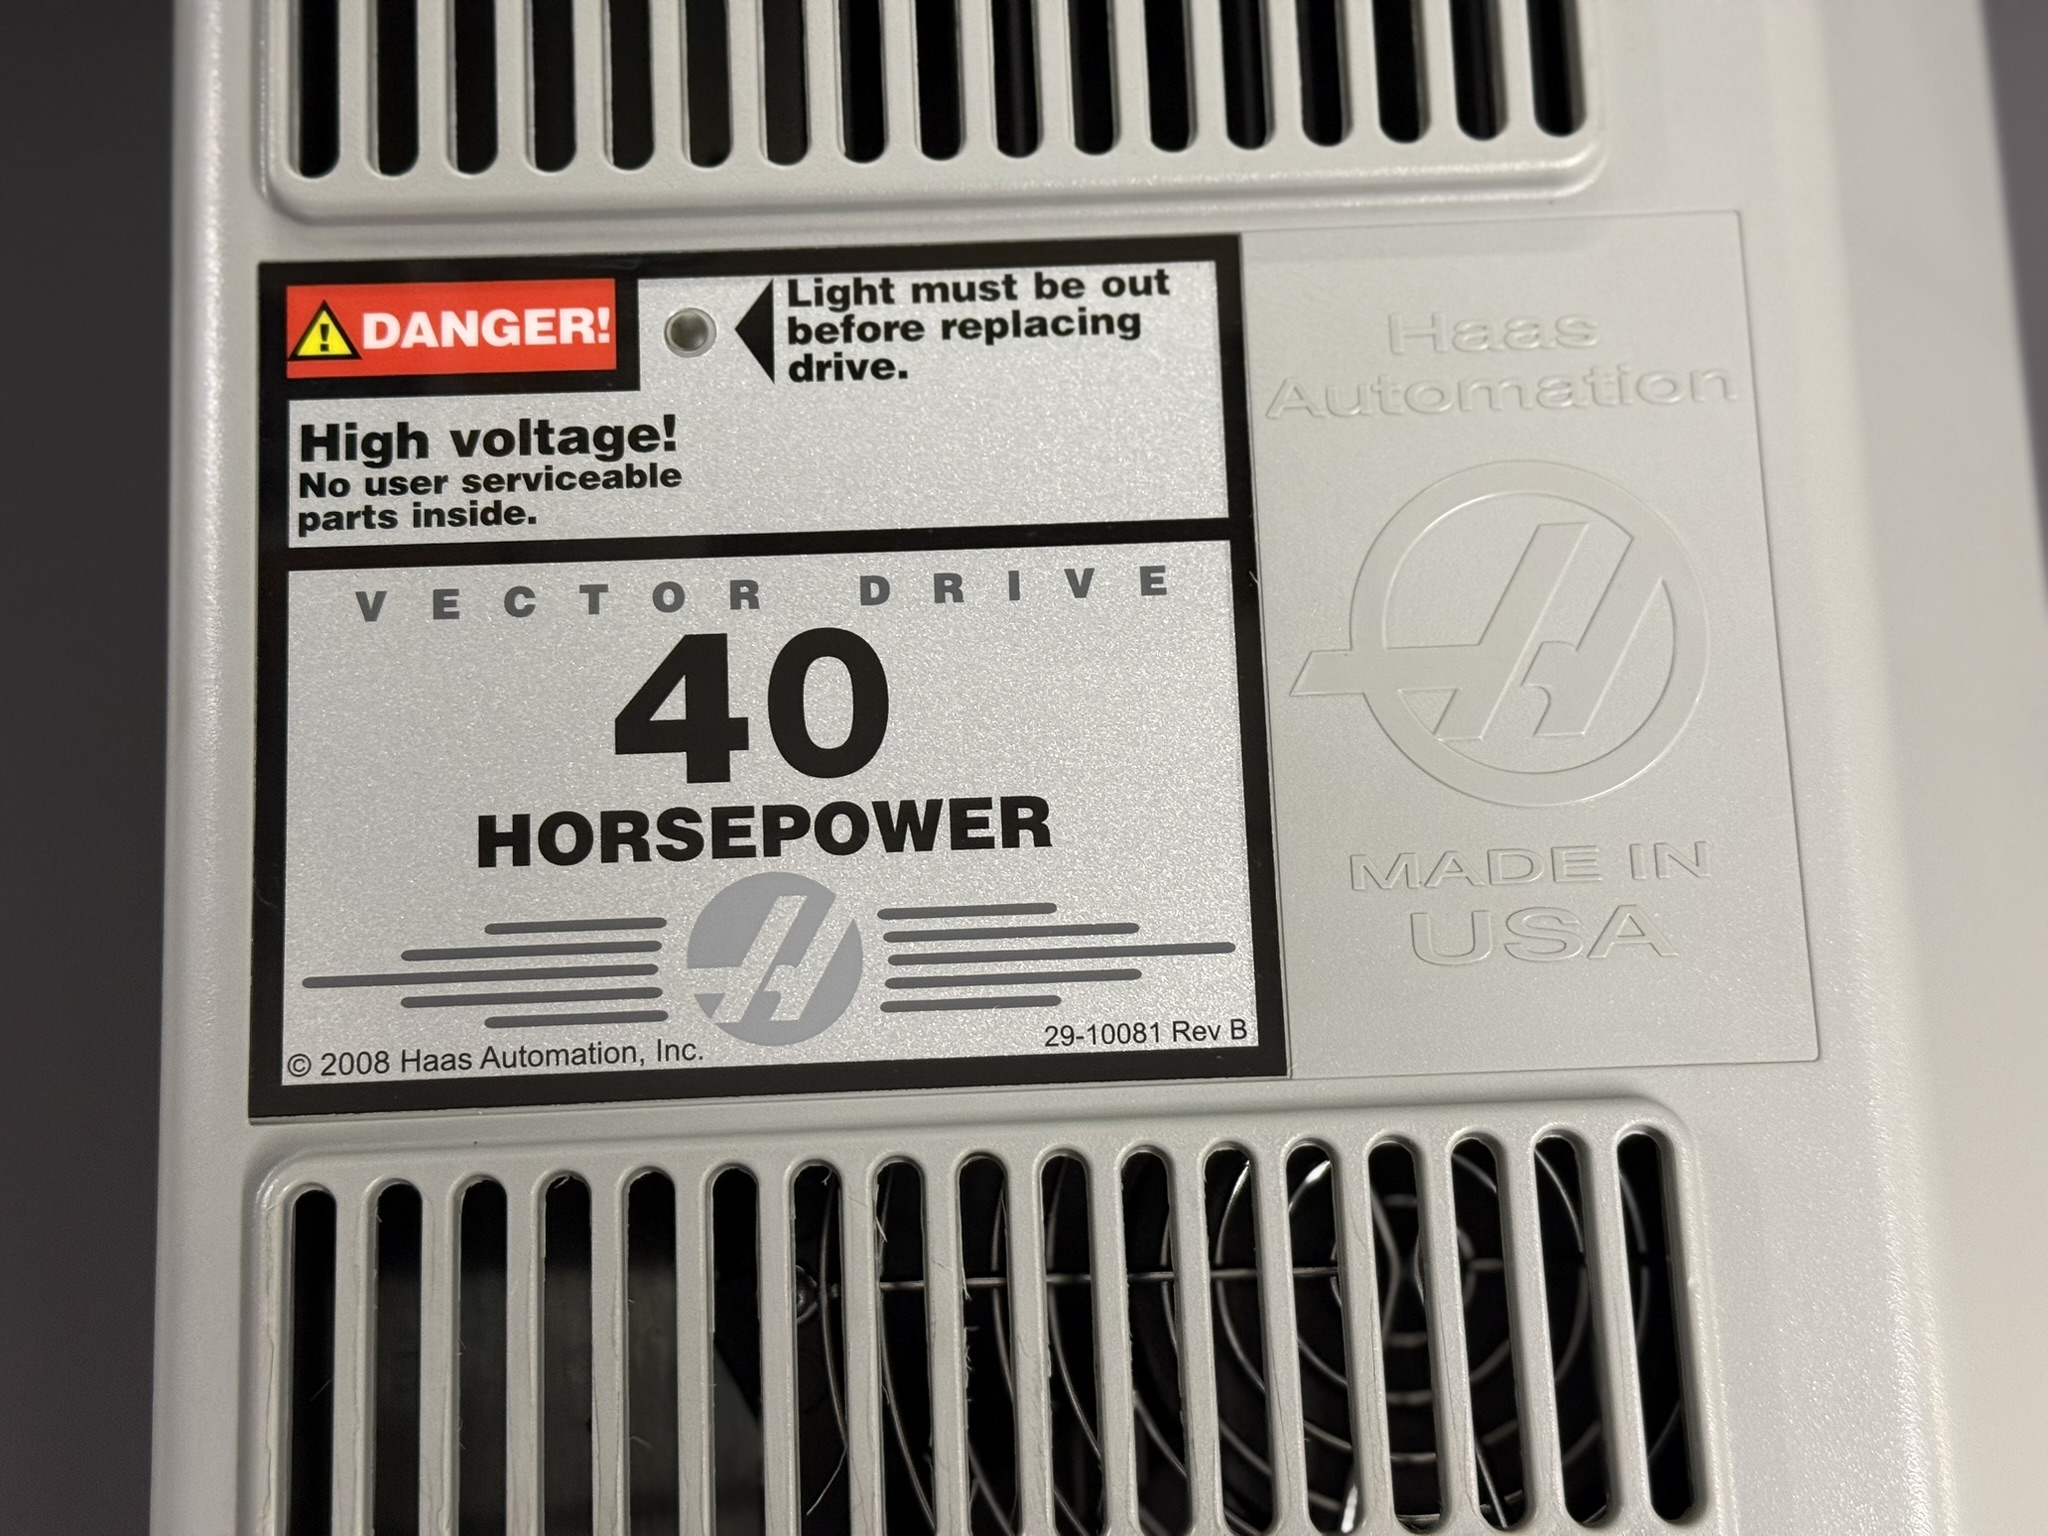 DANGER!
Light must be out
before replacing
drive.
High voltage!
No user serviceable
parts inside.
VECTOR DRIVE
40
HORSEPOWER
© 2008 Haas Automation, Inc.
29-10081 Rev B
Haas
Automation
MADE IN
USA